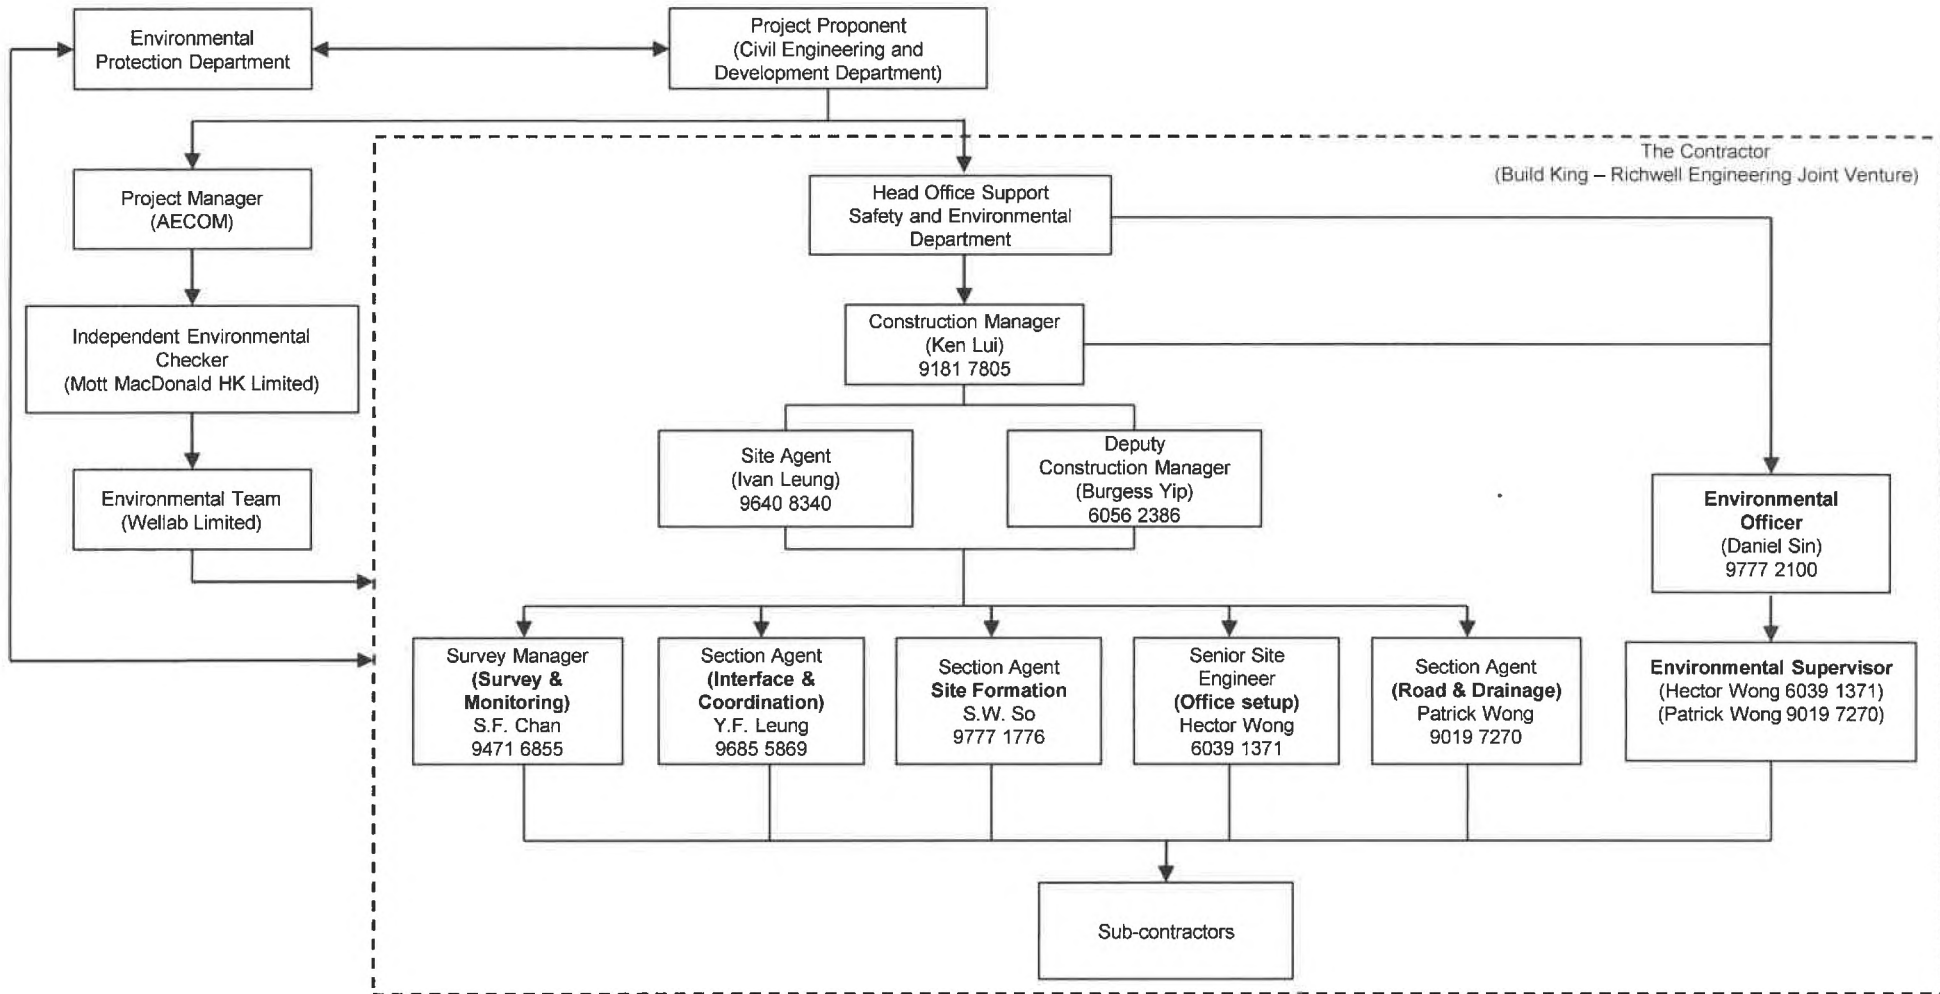 Environmental
Protection Department
Project Proponent
(Civil Engineering and
Development Department)
The Contractor
(Build King – Richwell Engineering Joint Venture)
Project Manager
(AECOM)
Head Office Support
Safety and Environmental
Department
Independent Environmental
Checker
(Mott MacDonald HK Limited)
Construction Manager
(Ken Lui)
9181 7805
Environmental Team
(Wellab Limited)
Site Agent
(Ivan Leung)
9640 8340
Deputy
Construction Manager
(Burgess Yip)
6056 2386
Environmental
Officer
(Daniel Sin)
9777 2100
Survey Manager
(Survey &
Monitoring)
S.F. Chan
9471 6855
Section Agent
(Interface &
Coordination)
Y.F. Leung
9685 5869
Section Agent
Site Formation
S.W. So
9777 1776
Senior Site
Engineer
(Office setup)
Hector Wong
6039 1371
Section Agent
(Road & Drainage)
Patrick Wong
9019 7270
Environmental Supervisor
(Hector Wong 6039 1371)
(Patrick Wong 9019 7270)
Sub-contractors